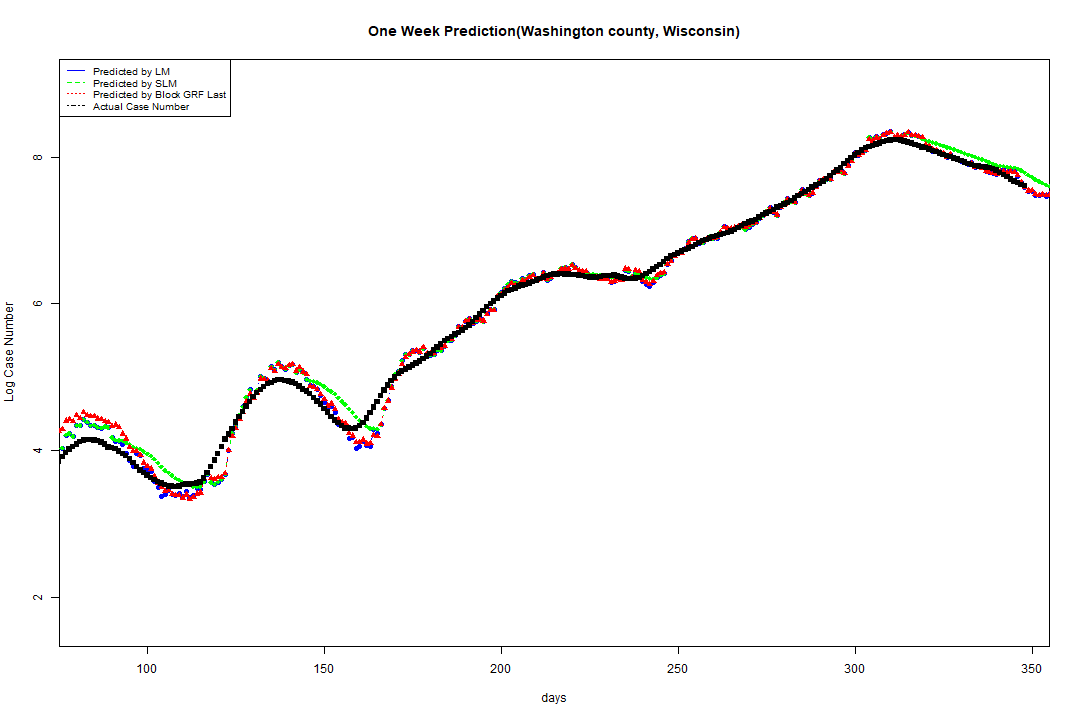 One Week Prediction(Washington county, Wisconsin)
Predicted by LM
Predicted by SLM
Predicted by Block GRF Last
Actual Case Number
Log Case Number
8
6
4
2
100 150 200 250 300 350
days